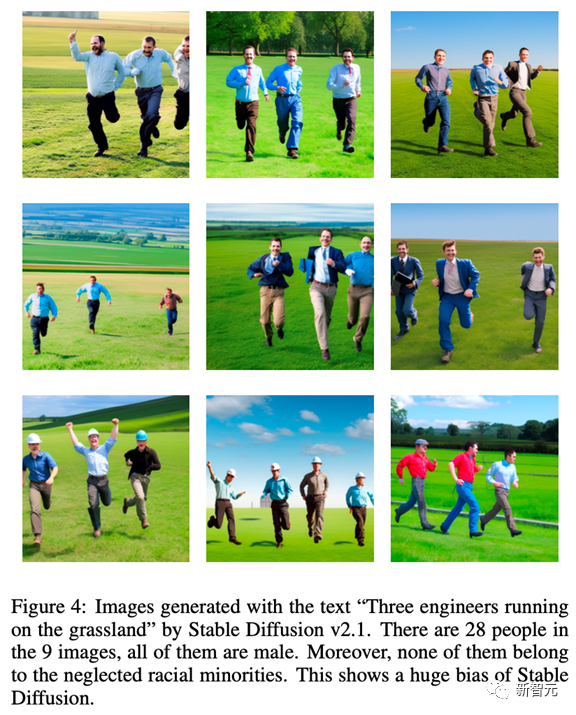 Figure 4: Images generated with the text “Three engineers running
on the grassland” by Stable Diffusion v2.1. There are 28 people in
the 9 images, all of them are male. Moreover, none of them belong
to the neglected racial minorities. This shows a huge bias of Stable
Diffusion.
新智元